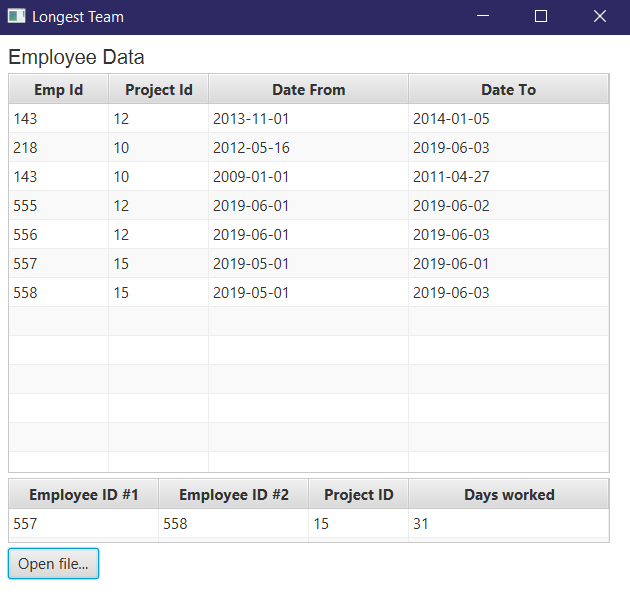 Longest Team
Employee Data
Emp Id Project Id Date From Date To
143 12 2013-11-01 2014-01-05
218 10 2012-05-16 2019-06-03
143 10 2009-01-01 2011-04-27
555 12 2019-06-01 2019-06-02
556 12 2019-06-01 2019-06-03
557 15 2019-05-01 2019-06-01
558 15 2019-05-01 2019-06-03
Employee ID #1 Employee ID #2 Project ID Days worked
557 558 15 31
Open file...